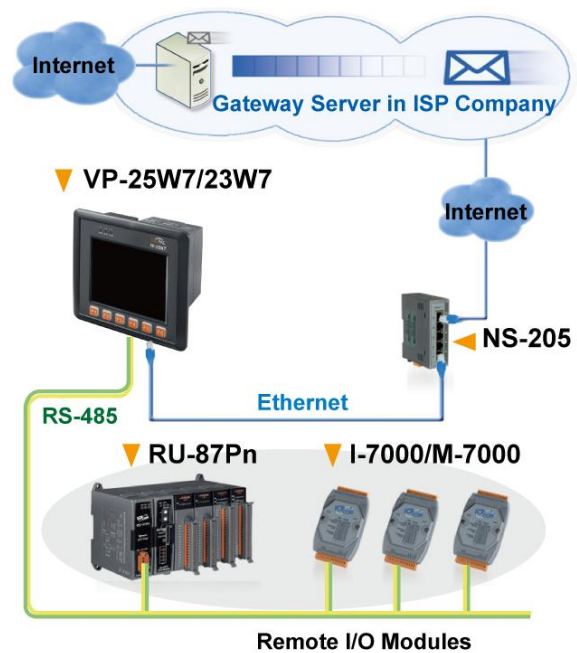 Internet
Gateway Server in ISP Company
VP-25W7/23W7
Internet
NS-205
Ethernet
RS-485
RU-87Pn
I-7000/M-7000
Remote I/O Modules